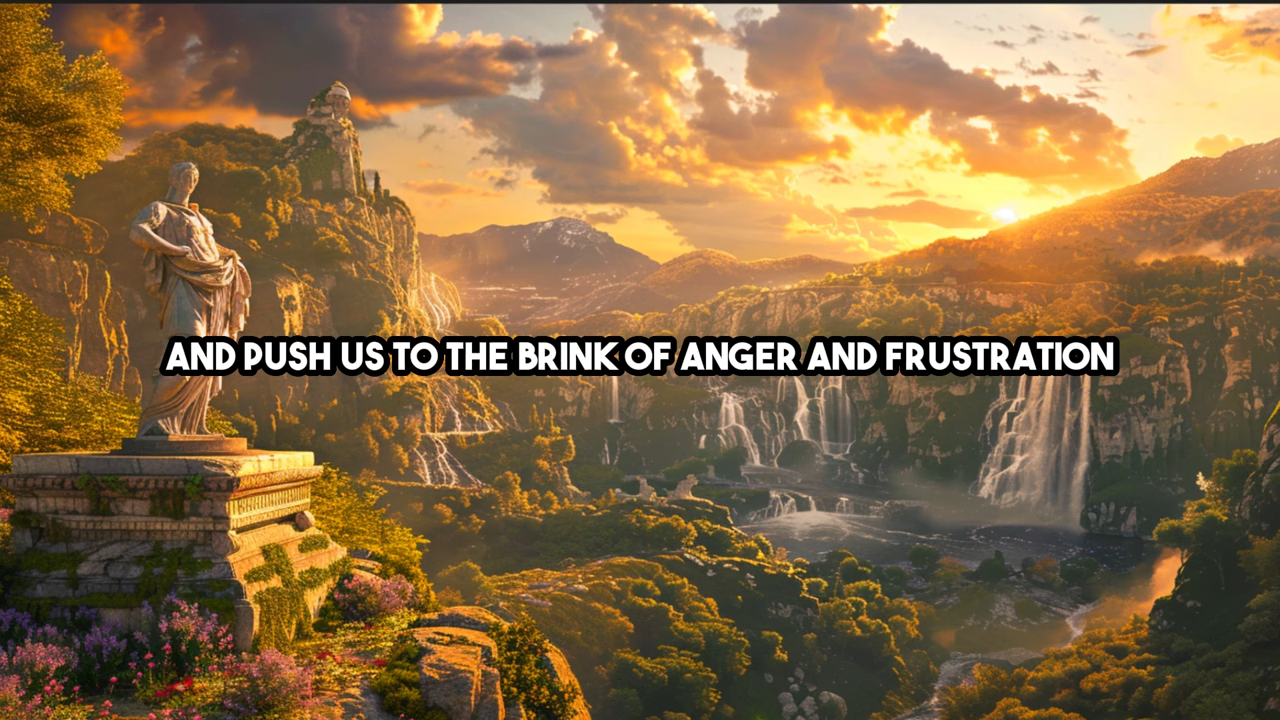 AND PUSH US TO THE BRINK OF ANGER AND FRUSTRATION